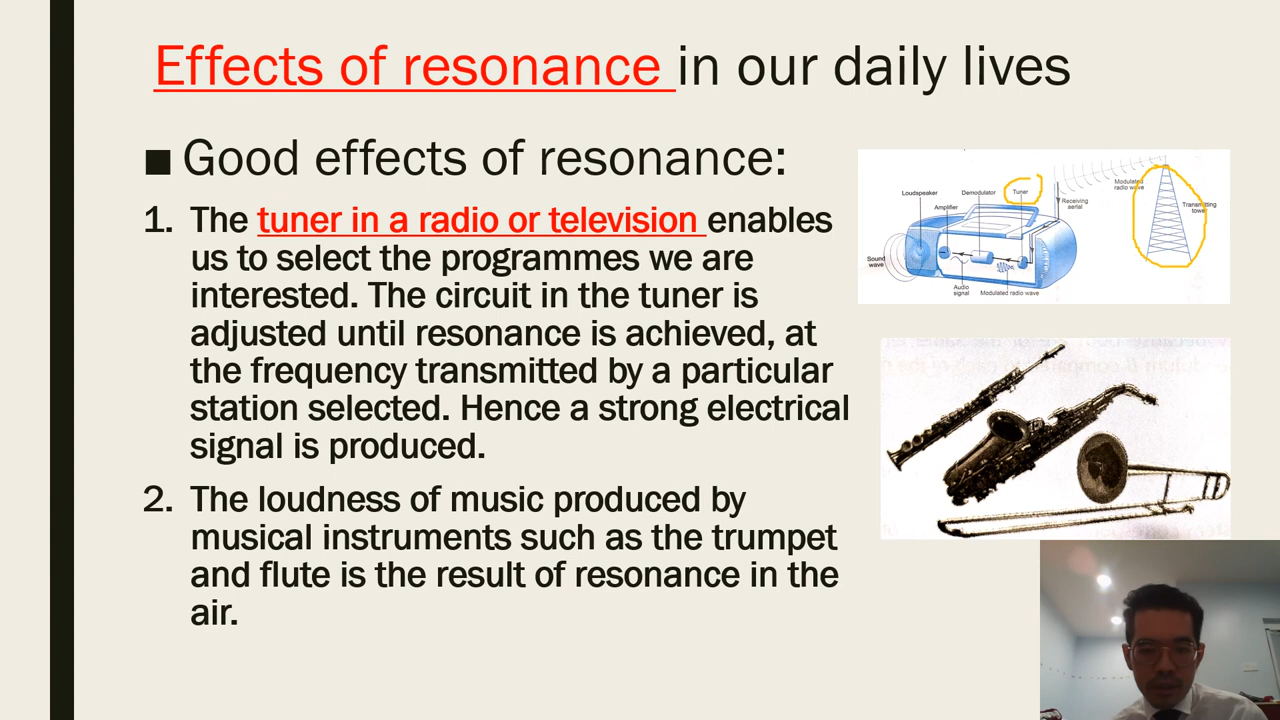 Effects of resonance in our daily lives
■ Good effects of resonance:
1. The tuner in a radio or television enables
us to select the programmes we are
interested. The circuit in the tuner is
adjusted until resonance is achieved, at
the frequency transmitted by a particular
station selected. Hence a strong electrical
signal is produced.
2. The loudness of music produced by
musical instruments such as the trumpet
and flute is the result of resonance in the
air.
Loudspeaker
Amplifier
Demodulator
Tuner
Receiving
aerial
Modulated
radio wave
Transmitting
tower
Sound
wave
Audio
signal
Modulated radio wave